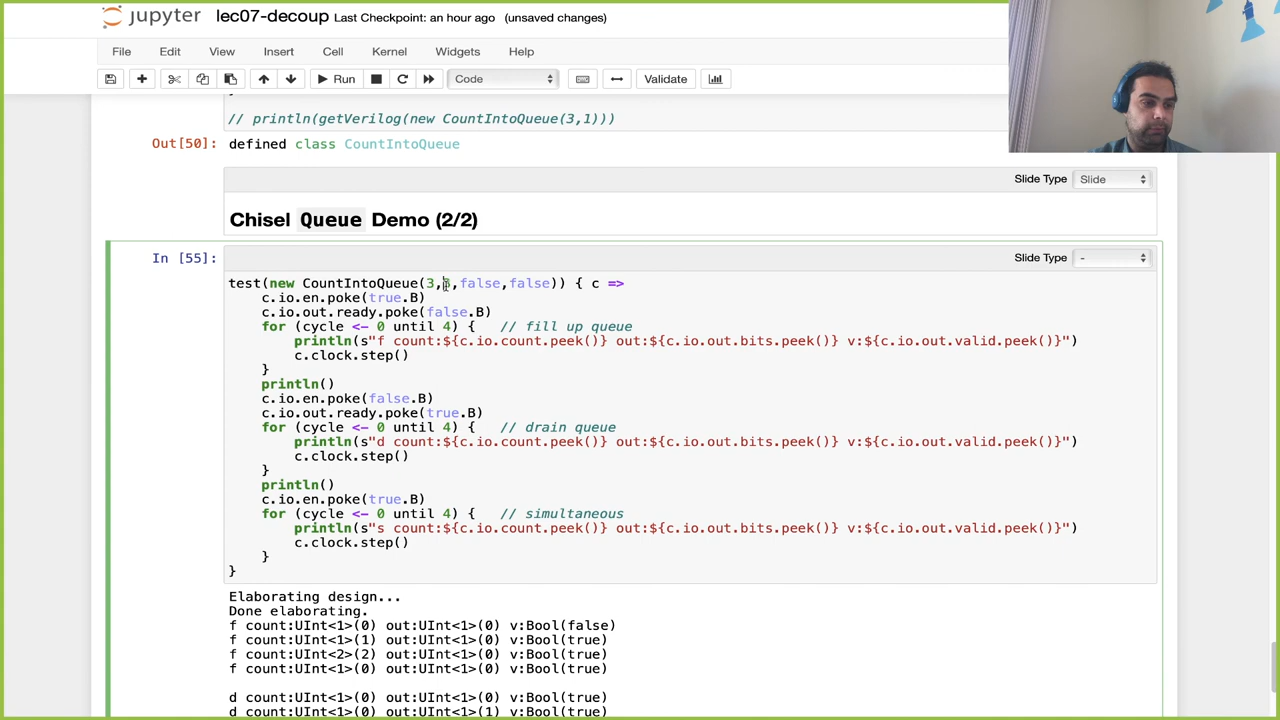 jupyter lec07-decoup Last Checkpoint: an hour ago (unsaved changes)
File Edit View Insert Cell Kernel Widgets Help
Run Code Validate
// println(getVerilog(new CountIntoQueue(3,1)))
Out[50]: defined class CountIntoQueue
Slide Type Slide
Chisel Queue Demo (2/2)
In [55]: Slide Type -
test(new CountIntoQueue(3,3,false,false)) { c =>
c.io.en.poke(true.B)
c.io.out.ready.poke(false.B)
for (cycle <- 0 until 4) { // fill up queue
println(s"f count:${c.io.count.peek()} out:${c.io.out.bits.peek()} v:${c.io.out.valid.peek()}")
c.clock.step()
}
println()
c.io.en.poke(false.B)
c.io.out.ready.poke(true.B)
for (cycle <- 0 until 4) { // drain queue
println(s"d count:${c.io.count.peek()} out:${c.io.out.bits.peek()} v:${c.io.out.valid.peek()}")
c.clock.step()
}
println()
c.io.en.poke(true.B)
for (cycle <- 0 until 4) { // simultaneous
println(s"s count:${c.io.count.peek()} out:${c.io.out.bits.peek()} v:${c.io.out.valid.peek()}")
c.clock.step()
}
}
Elaborating design...
Done elaborating.
f count:UInt<1>(0) out:UInt<1>(0) v:Bool(false)
f count:UInt<1>(1) out:UInt<1>(0) v:Bool(true)
f count:UInt<2>(2) out:UInt<1>(0) v:Bool(true)
f count:UInt<1>(0) out:UInt<1>(0) v:Bool(true)
d count:UInt<1>(0) out:UInt<1>(0) v:Bool(true)
d count:UInt<1>(0) out:UInt<1>(1) v:Bool(true)